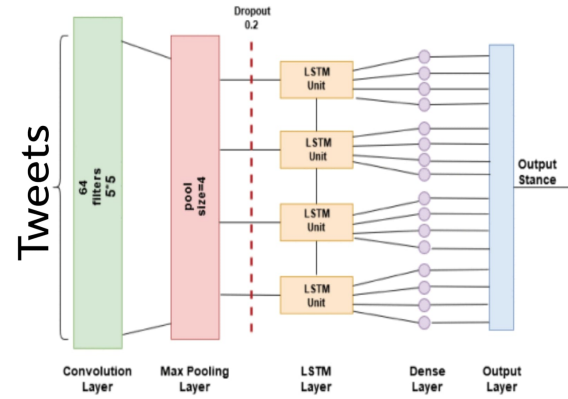 Dropout
0.2
Tweets
64
filters
5*5
pool
size=4
LSTM
Unit
LSTM
Unit
LSTM
Unit
LSTM
Unit
Output
Stance
Convolution
Layer
Max Pooling
Layer
LSTM
Layer
Dense
Layer
Output
Layer